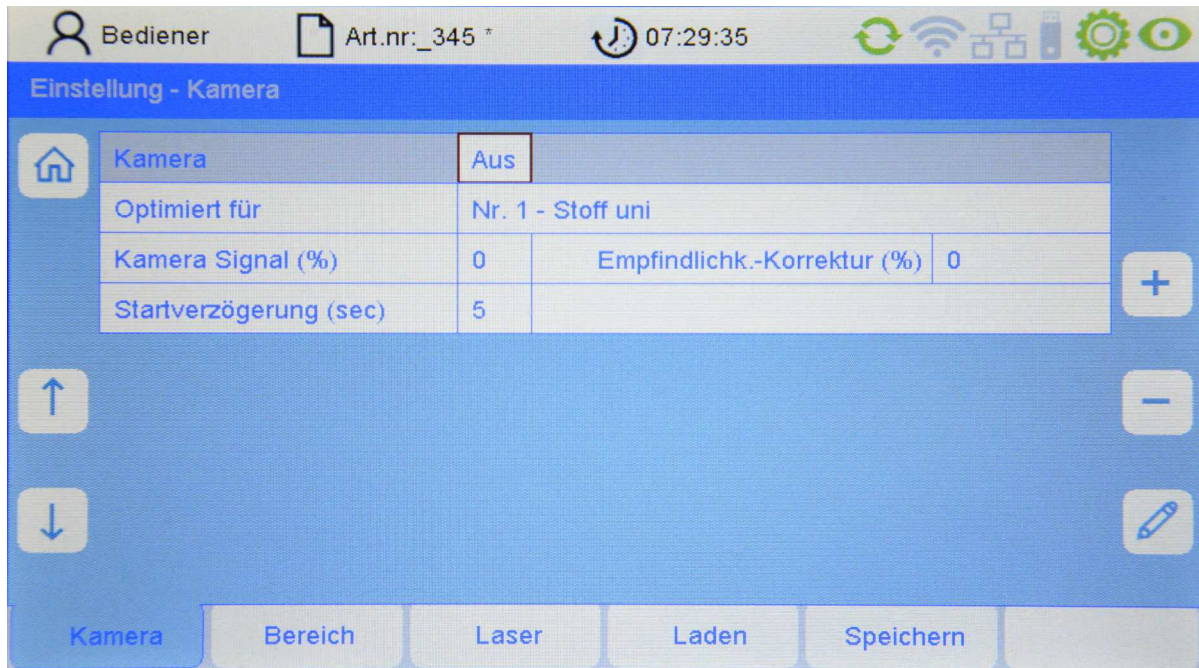 Bediener Art.nr:_345 * 07:29:35
Einstellung - Kamera
Kamera Aus
Optimiert für Nr. 1 - Stoff uni
Kamera Signal (%) 0 Empfindlichk.-Korrektur (%) 0
Startverzögerung (sec) 5
Kamera Bereich Laser Laden Speichern